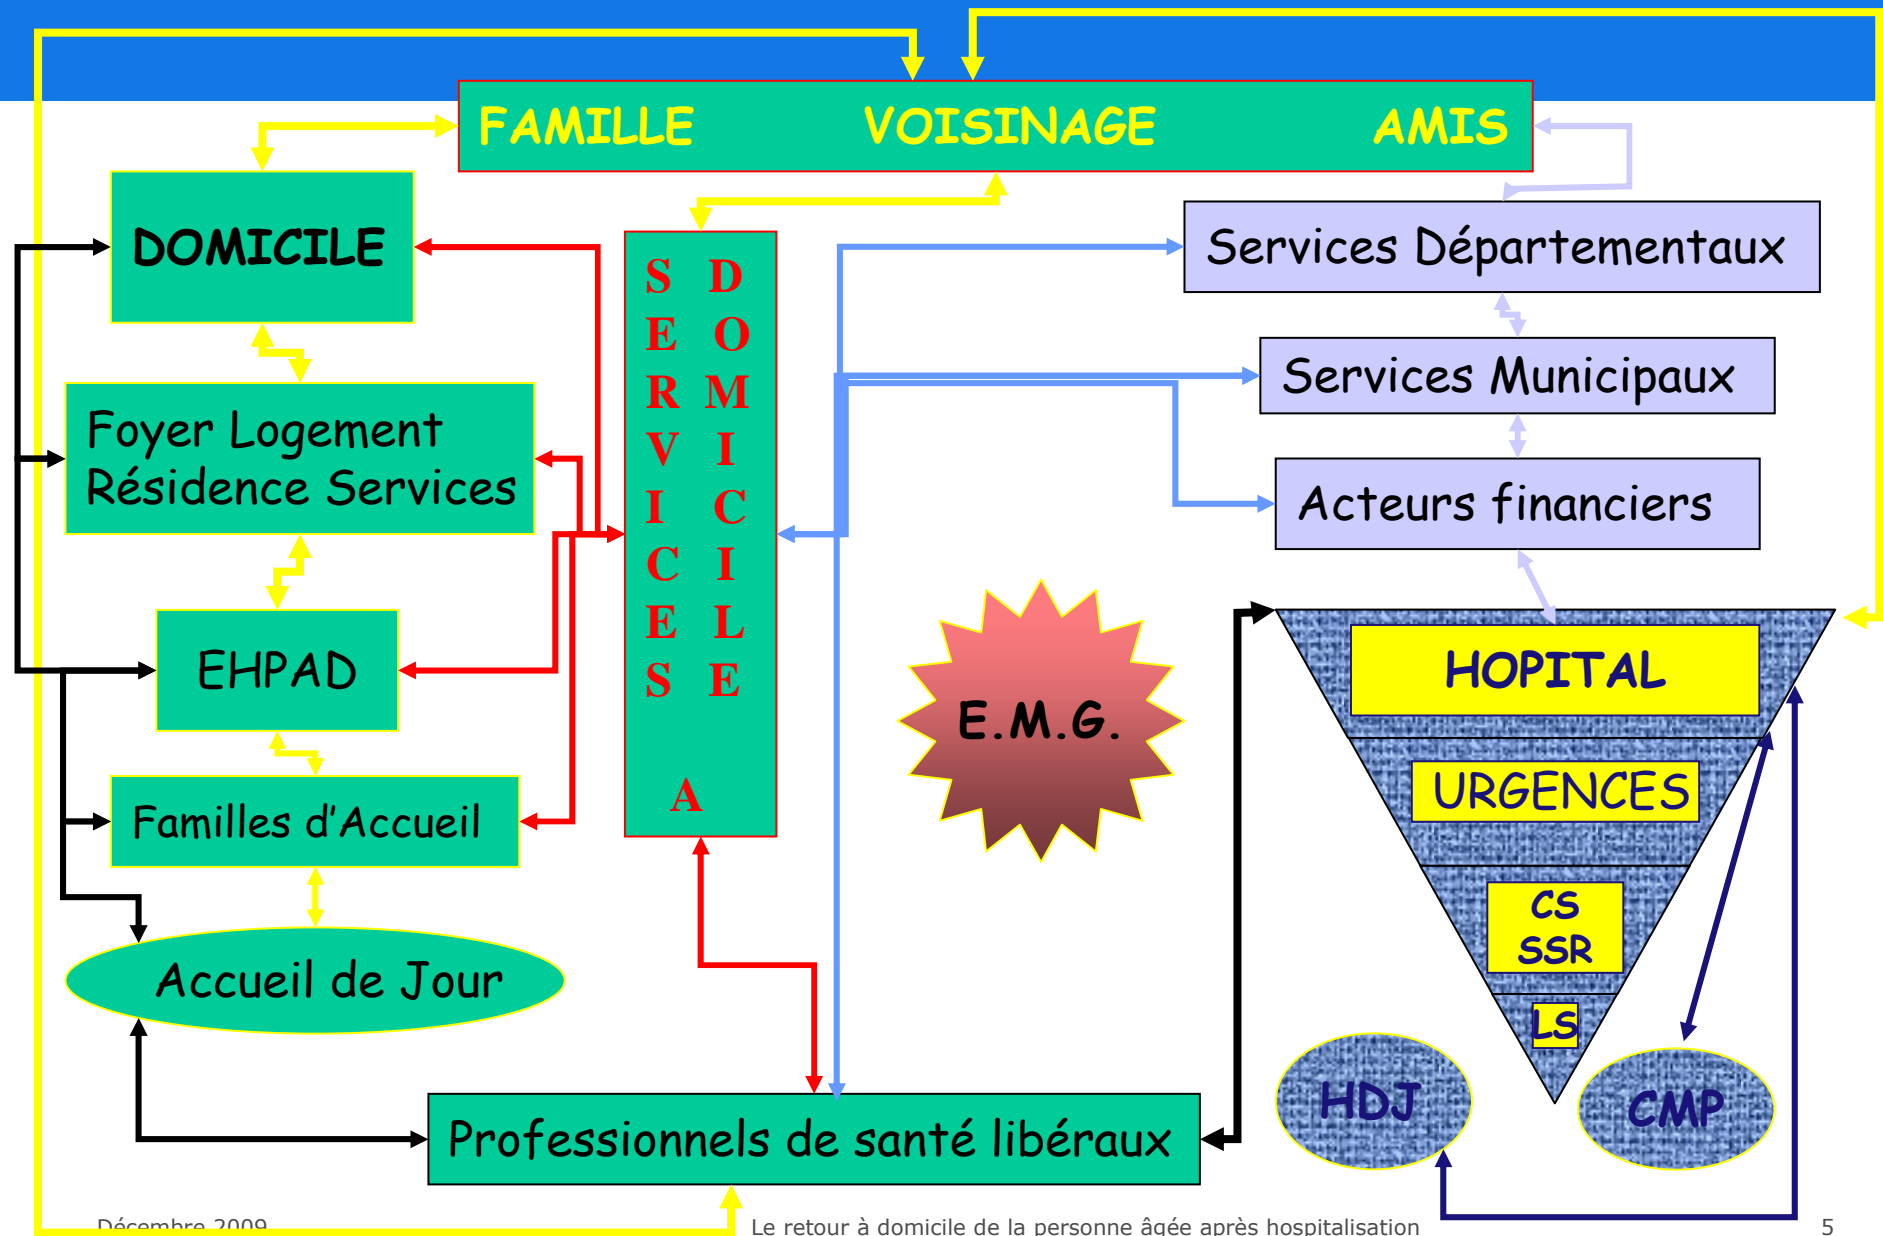 FAMILLE VOISINAGE AMIS
DOMICILE
Foyer Logement
Résidence Services
EHPAD
Familles d'Accueil
Accueil de Jour
SERVICES A DOMICILE
Services Départementaux
Services Municipaux
Acteurs financiers
E.M.G.
HOPITAL
URGENCES
CS
SSR
LS
HDJ
CMP
Professionnels de santé libéraux
Décembre 2009
Le retour à domicile de la personne âgée après hospitalisation
5